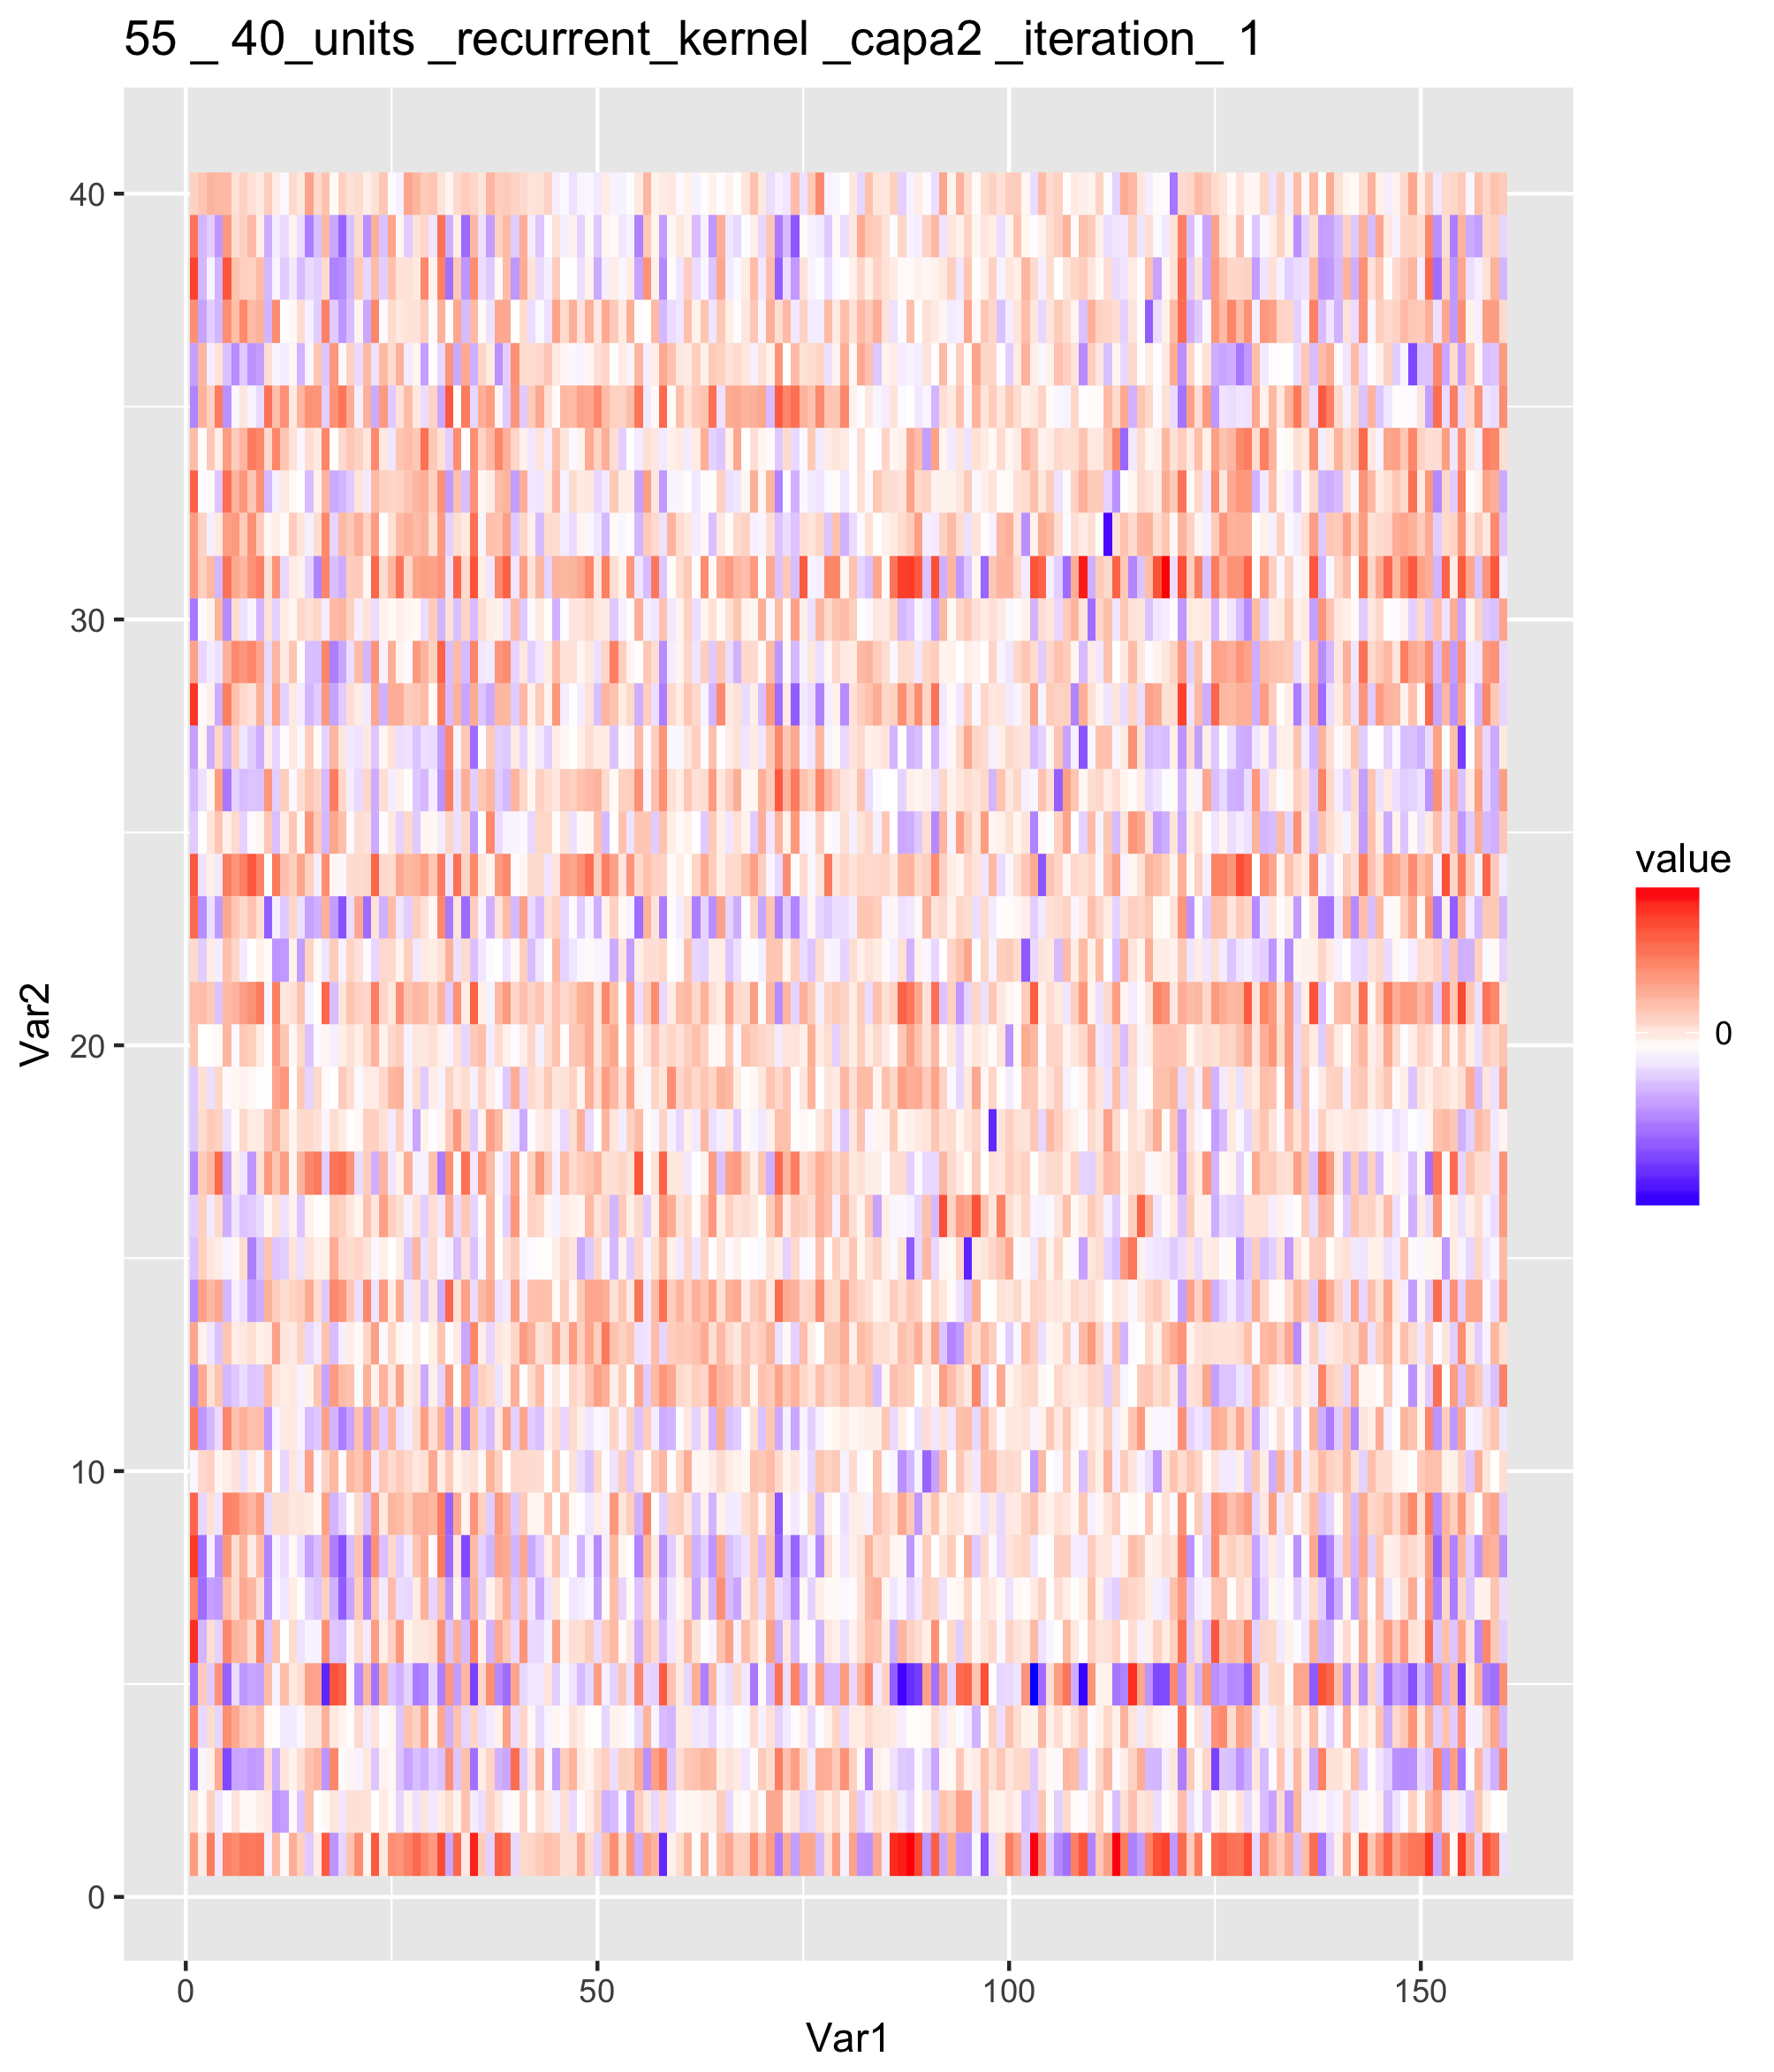 55 _ 40_units _recurrent_kernel _capa2 _iteration_ 1
Var2
40
30
20
10
0
0 50 100 150
Var1
value
0